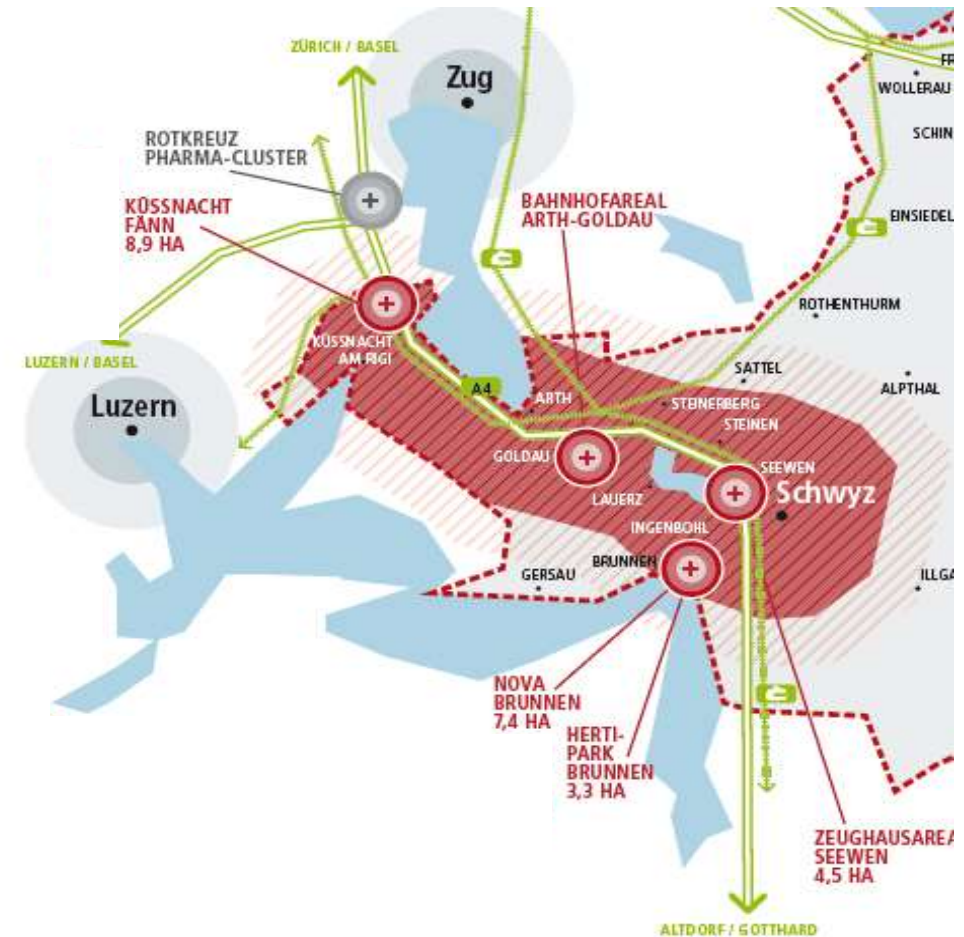 ZÜRICH / BASEL
Zug
FR
WOLLERAU
SCHIN
ROTKREUZ
PHARMA-CLUSTER
KÜSSNACHT
FÄNN
8,9 HA
BAHNHOFAREAL
ARTH-GOLDAU
EINSIEDEL
ROTHENTHURM
KÜSSNACHT
AM RIGI
LUZERN / BASEL
Luzern
A4
ARTH
SATTEL
ALPTHAL
STEINERBERG
STEINEN
GOLDAU
SEEWEN
LAUERZ
Schwyz
INGENBOHL
BRUNNEN
GERSAU
ILLGA
NOVA
BRUNNEN
7,4 HA
HERTI-
PARK
BRUNNEN
3,3 HA
ZEUGHAUSAREA
SEEWEN
4,5 HA
ALTDORF / GOTTHARD